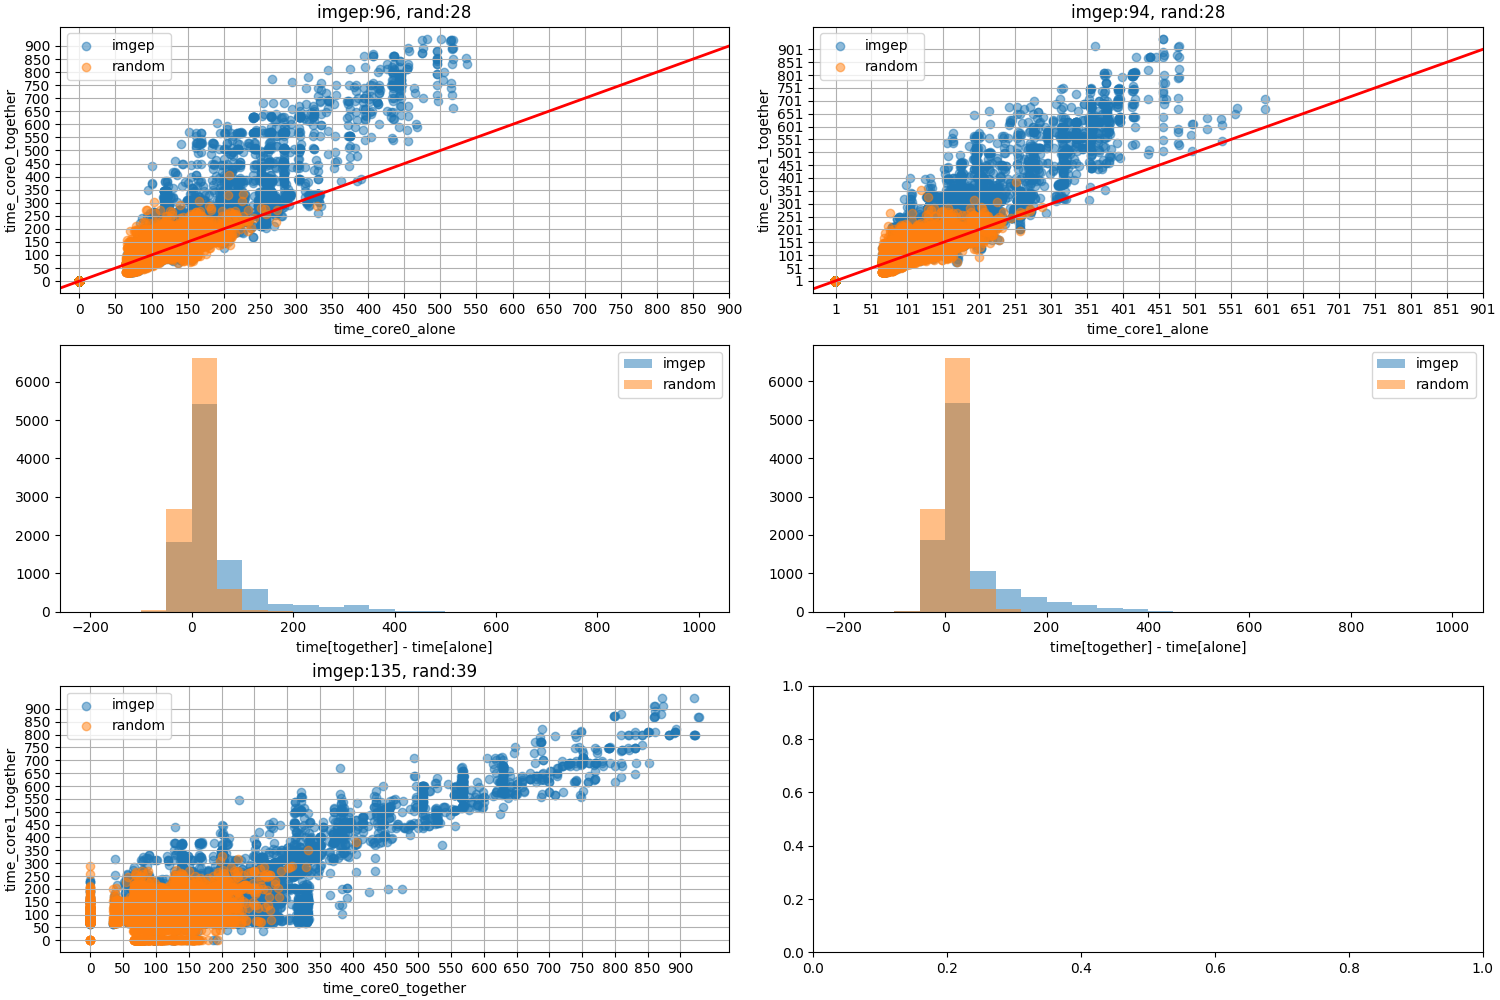 imgep:96, rand:28
imgep
random
900
850
800
750
700
650
600
550
500
450
400
350
300
250
200
150
100
50
0
time_core0_together
0 50 100 150 200 250 300 350 400 450 500 550 600 650 700 750 800 850 900
time_core0_alone
imgep:94, rand:28
imgep
random
901
851
801
751
701
651
601
551
501
451
401
351
301
251
201
151
101
51
1
time_core1_together
1 51 101 151 201 251 301 351 401 451 501 551 601 651 701 751 801 851 901
time_core1_alone
imgep
random
6000
5000
4000
3000
2000
1000
0
−200 0 200 400 600 800 1000
time[together] - time[alone]
imgep
random
6000
5000
4000
3000
2000
1000
0
−200 0 200 400 600 800 1000
time[together] - time[alone]
imgep:135, rand:39
imgep
random
900
850
800
750
700
650
600
550
500
450
400
350
300
250
200
150
100
50
0
time_core1_together
0 50 100 150 200 250 300 350 400 450 500 550 600 650 700 750 800 850 900
time_core0_together
1.0
0.8
0.6
0.4
0.2
0.0
0.0 0.2 0.4 0.6 0.8 1.0